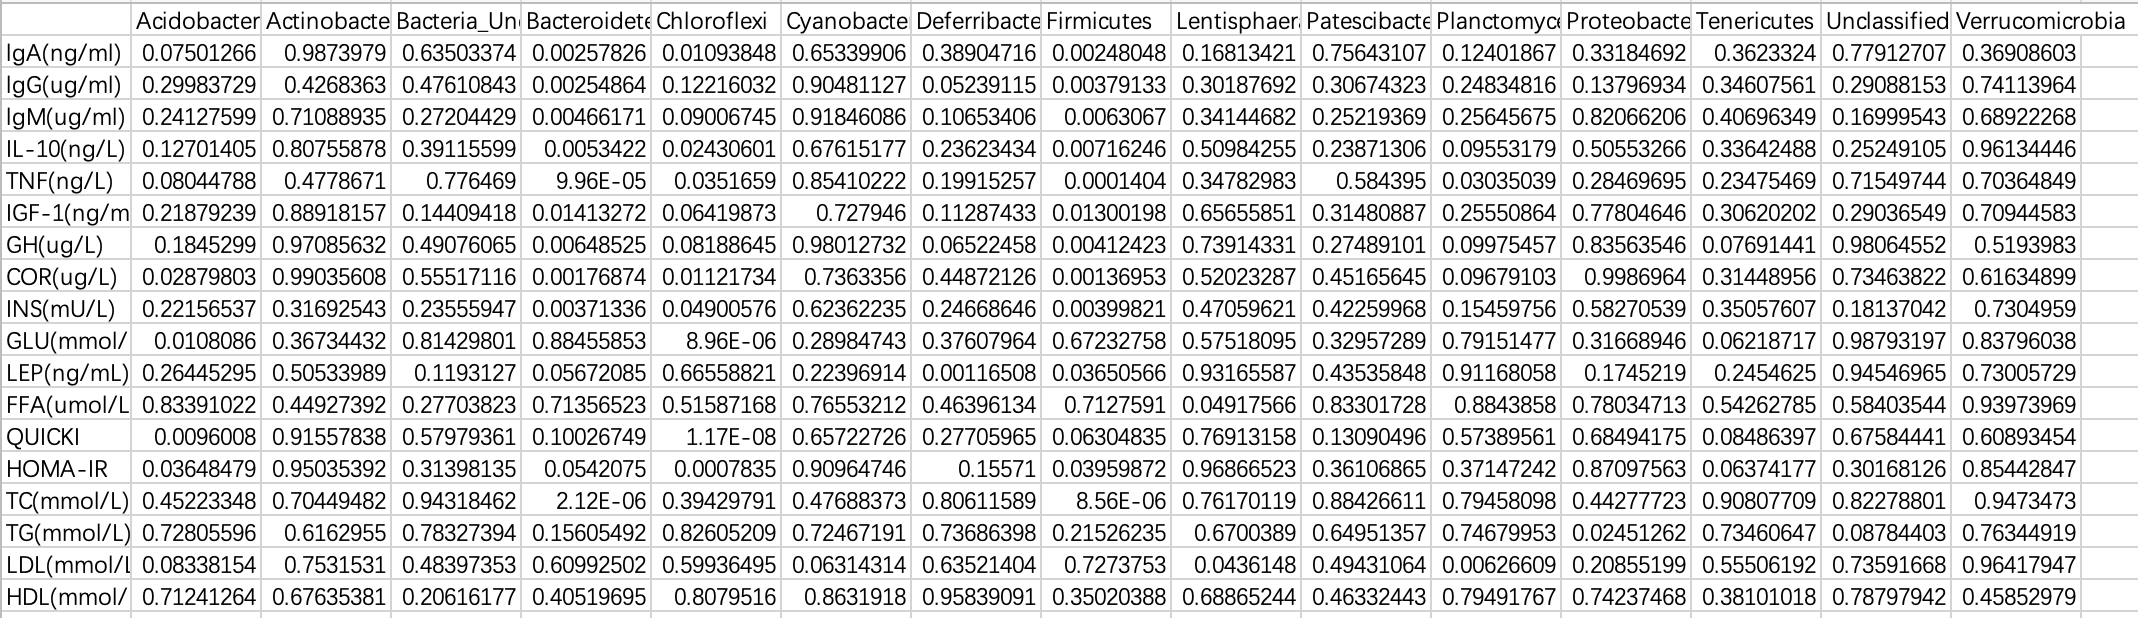 Acidobacter Actinobacte Bacteria_Un Bacteroidete Chloroflexi Cyanobacte Deferribacte Firmicutes Lentisphaer Patescibacte Planctomyc Proteobacte Tenericutes Unclassified Verrucomicrobia
IgA(ng/ml) 0.07501266 0.9873979 0.63503374 0.00257826 0.01093848 0.65339906 0.38904716 0.00248048 0.16813421 0.75643107 0.12401867 0.33184692 0.3623324 0.77912707 0.36908603
IgG(ug/ml) 0.29983729 0.4268363 0.47610843 0.00254864 0.12216032 0.90481127 0.05239115 0.00379133 0.30187692 0.30674323 0.24834816 0.13796934 0.34607561 0.29088153 0.74113964
IgM(ug/ml) 0.24127599 0.71088935 0.27204429 0.00466171 0.09006745 0.91846086 0.10653406 0.0063067 0.34144682 0.25219369 0.25645675 0.82066206 0.40696349 0.16999543 0.68922268
IL-10(ng/L) 0.12701405 0.80755878 0.39115599 0.0053422 0.02430601 0.67615177 0.23623434 0.00716246 0.50984255 0.23871306 0.09553179 0.50553266 0.33642488 0.25249105 0.96134446
TNF(ng/L) 0.08044788 0.4778671 0.776469 9.96E-05 0.0351659 0.85410222 0.19915257 0.0001404 0.34782983 0.584395 0.03035039 0.28469695 0.23475469 0.71549744 0.70364849
IGF-1(ng/m 0.21879239 0.88918157 0.14409418 0.01413272 0.06419873 0.727946 0.11287433 0.01300198 0.65655851 0.31480887 0.25550864 0.77804646 0.30620202 0.29036549 0.70944583
GH(ug/L) 0.1845299 0.97085632 0.49076065 0.00648525 0.08188645 0.98012732 0.06522458 0.00412423 0.73914331 0.27489101 0.09975457 0.83563546 0.07691441 0.98064552 0.5193983
COR(ug/L) 0.02879803 0.99035608 0.55517116 0.00176874 0.01121734 0.7363356 0.44872126 0.00136953 0.52023287 0.45165645 0.09679103 0.9986964 0.31448956 0.73463822 0.61634899
INS(mU/L) 0.22156537 0.31692543 0.23555947 0.00371336 0.04900576 0.62362235 0.24668646 0.00399821 0.47059621 0.42259968 0.15459756 0.58270539 0.35057607 0.18137042 0.7304959
GLU(mmol/ 0.0108086 0.36734432 0.81429801 0.88455853 8.96E-06 0.28984743 0.37607964 0.67232758 0.57518095 0.32957289 0.79151477 0.31668946 0.06218717 0.98793197 0.83796038
LEP(ng/mL) 0.26445295 0.50533989 0.1193127 0.05672085 0.66558821 0.22396914 0.00116508 0.03650566 0.93165587 0.43535848 0.91168058 0.1745219 0.2454625 0.94546965 0.73005729
FFA(umol/L 0.83391022 0.44927392 0.27703823 0.71356523 0.51587168 0.76553212 0.46396134 0.7127591 0.04917566 0.83301728 0.8843858 0.78034713 0.54262785 0.58403544 0.93973969
QUICKI 0.0096008 0.91557838 0.57979361 0.10026749 1.17E-08 0.65722726 0.27705965 0.06304835 0.76913158 0.13090496 0.57389561 0.68494175 0.08486397 0.67584441 0.60893454
HOMA-IR 0.03648479 0.95035392 0.31398135 0.0542075 0.0007835 0.90964746 0.15571 0.03959872 0.96866523 0.36106865 0.37147242 0.87097563 0.06374177 0.30168126 0.85442847
TC(mmol/L) 0.45223348 0.70449482 0.94318462 2.12E-06 0.39429791 0.47688373 0.80611589 8.56E-06 0.76170119 0.88426611 0.79458098 0.44277723 0.90807709 0.82278801 0.9473473
TG(mmol/L) 0.72805596 0.6162955 0.78327394 0.15605492 0.82605209 0.72467191 0.73686398 0.21526235 0.6700389 0.64951357 0.74679953 0.02451262 0.73460647 0.08784403 0.76344919
LDL(mmol/L 0.08338154 0.7531531 0.48397353 0.60992502 0.59936495 0.06314314 0.63521404 0.7273753 0.0436148 0.49431064 0.00626609 0.20855199 0.55506192 0.73591668 0.96417947
HDL(mmol/ 0.71241264 0.67635381 0.20616177 0.40519695 0.8079516 0.8631918 0.95839091 0.35020388 0.68865244 0.46332443 0.79491767 0.74237468 0.38101018 0.78797942 0.45852979